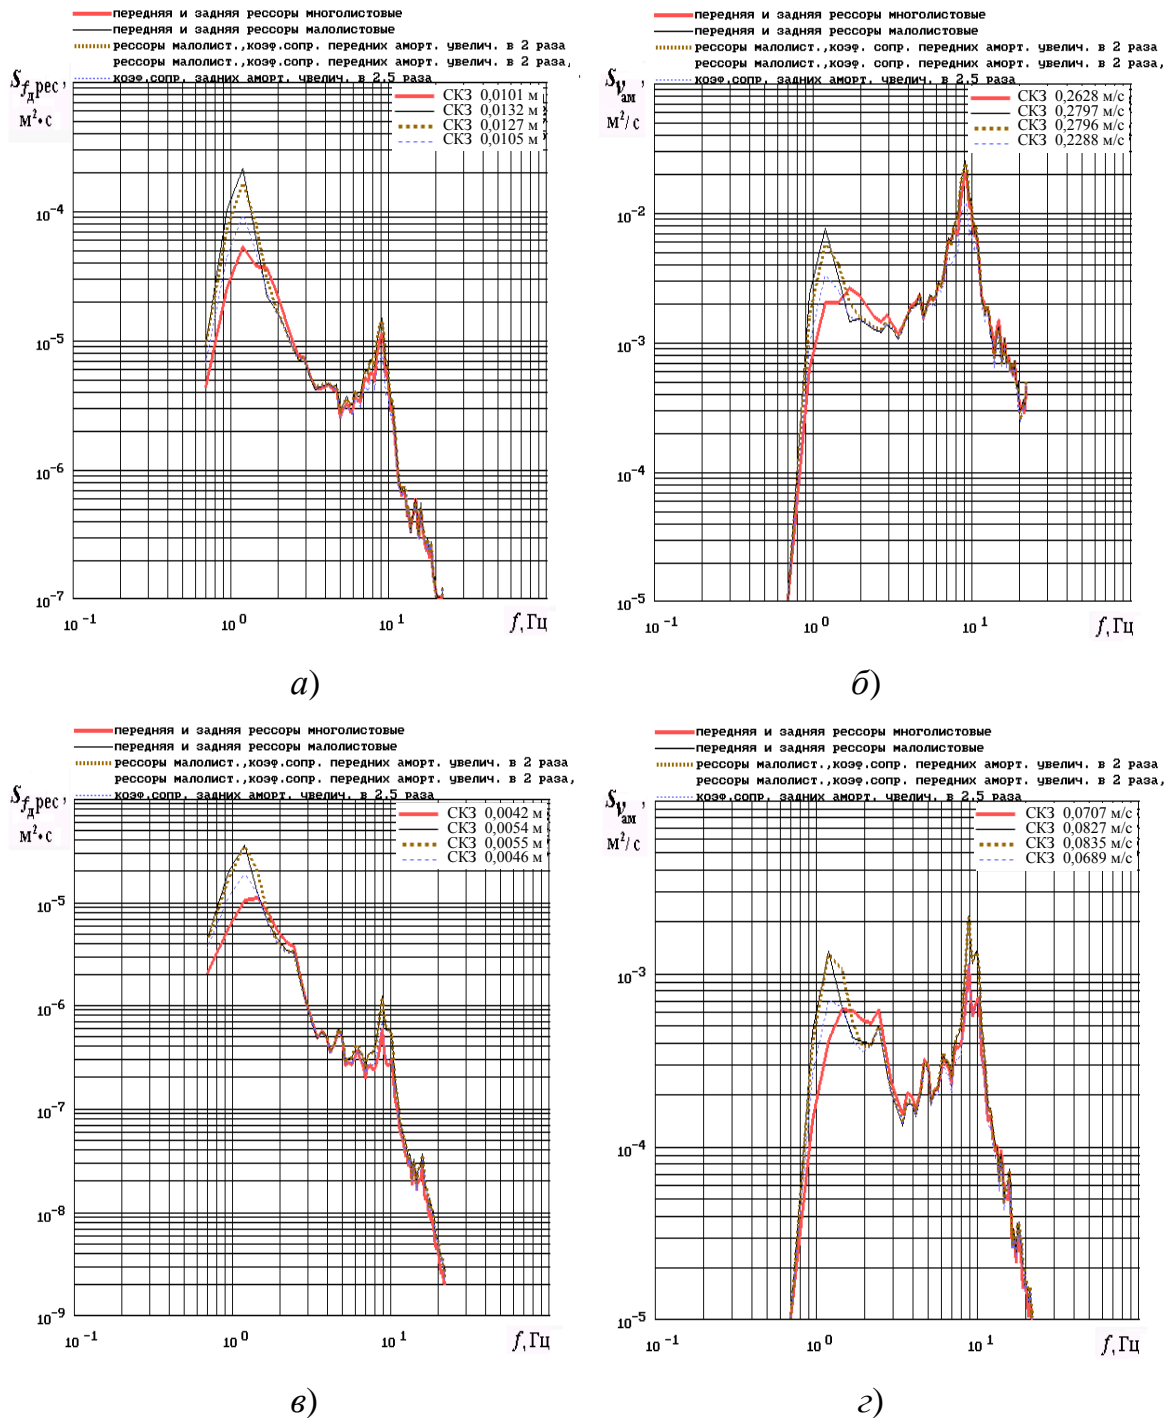 передняя и задняя рессоры многолистовые
передняя и задняя рессоры малолистовые
рессоры малолист.,коэф.сопр. передних аморт. увелич. в 2 раза
рессоры малолист.,коэф.сопр. передних аморт. увелич. в 2 раза,
коэф.сопр. задних аморт. увелич. в 2.5 раза
S fд рес,
м²•с
СКЗ 0,0101 м
СКЗ 0,0132 м
СКЗ 0,0127 м
СКЗ 0,0105 м
10⁻⁴
10⁻⁵
10⁻⁶
10⁻⁷
10⁻¹ 10⁰ 10¹ f, Гц
а)
передняя и задняя рессоры многолистовые
передняя и задняя рессоры малолистовые
рессоры малолист.,коэф. сопр. передних аморт. увелич. в 2 раза
рессоры малолист.,коэф. сопр. передних аморт. увелич. в 2 раза,
коэф.сопр. задних аморт. увелич. в 2.5 раза
S Vам,
м²/с
СКЗ 0,2628 м/с
СКЗ 0,2797 м/с
СКЗ 0,2796 м/с
СКЗ 0,2288 м/с
10⁻²
10⁻³
10⁻⁴
10⁻⁵
10⁻¹ 10⁰ 10¹ f, Гц
б)
передняя и задняя рессоры многолистовые
передняя и задняя рессоры малолистовые
рессоры малолист.,коэф.сопр. передних аморт. увелич. в 2 раза
рессоры малолист.,коэф.сопр. передних аморт. увелич. в 2 раза,
коэф.сопр. задних аморт. увелич. в 2.5 раза
S fд рес,
м²•с
СКЗ 0,0042 м
СКЗ 0,0054 м
СКЗ 0,0055 м
СКЗ 0,0046 м
10⁻⁵
10⁻⁶
10⁻⁷
10⁻⁸
10⁻⁹
10⁻¹ 10⁰ 10¹ f, Гц
в)
передняя и задняя рессоры многолистовые
передняя и задняя рессоры малолистовые
рессоры малолист.,коэф.сопр. передних аморт. увелич. в 2 раза
рессоры малолист.,коэф.сопр. передних аморт. увелич. в 2 раза,
коэф.сопр. задних аморт. увелич. в 2.5 раза
S Vам,
м²/с
СКЗ 0,0707 м/с
СКЗ 0,0827 м/с
СКЗ 0,0835 м/с
СКЗ 0,0689 м/с
10⁻³
10⁻⁴
10⁻⁵
10⁻¹ 10⁰ 10¹ f, Гц
г)